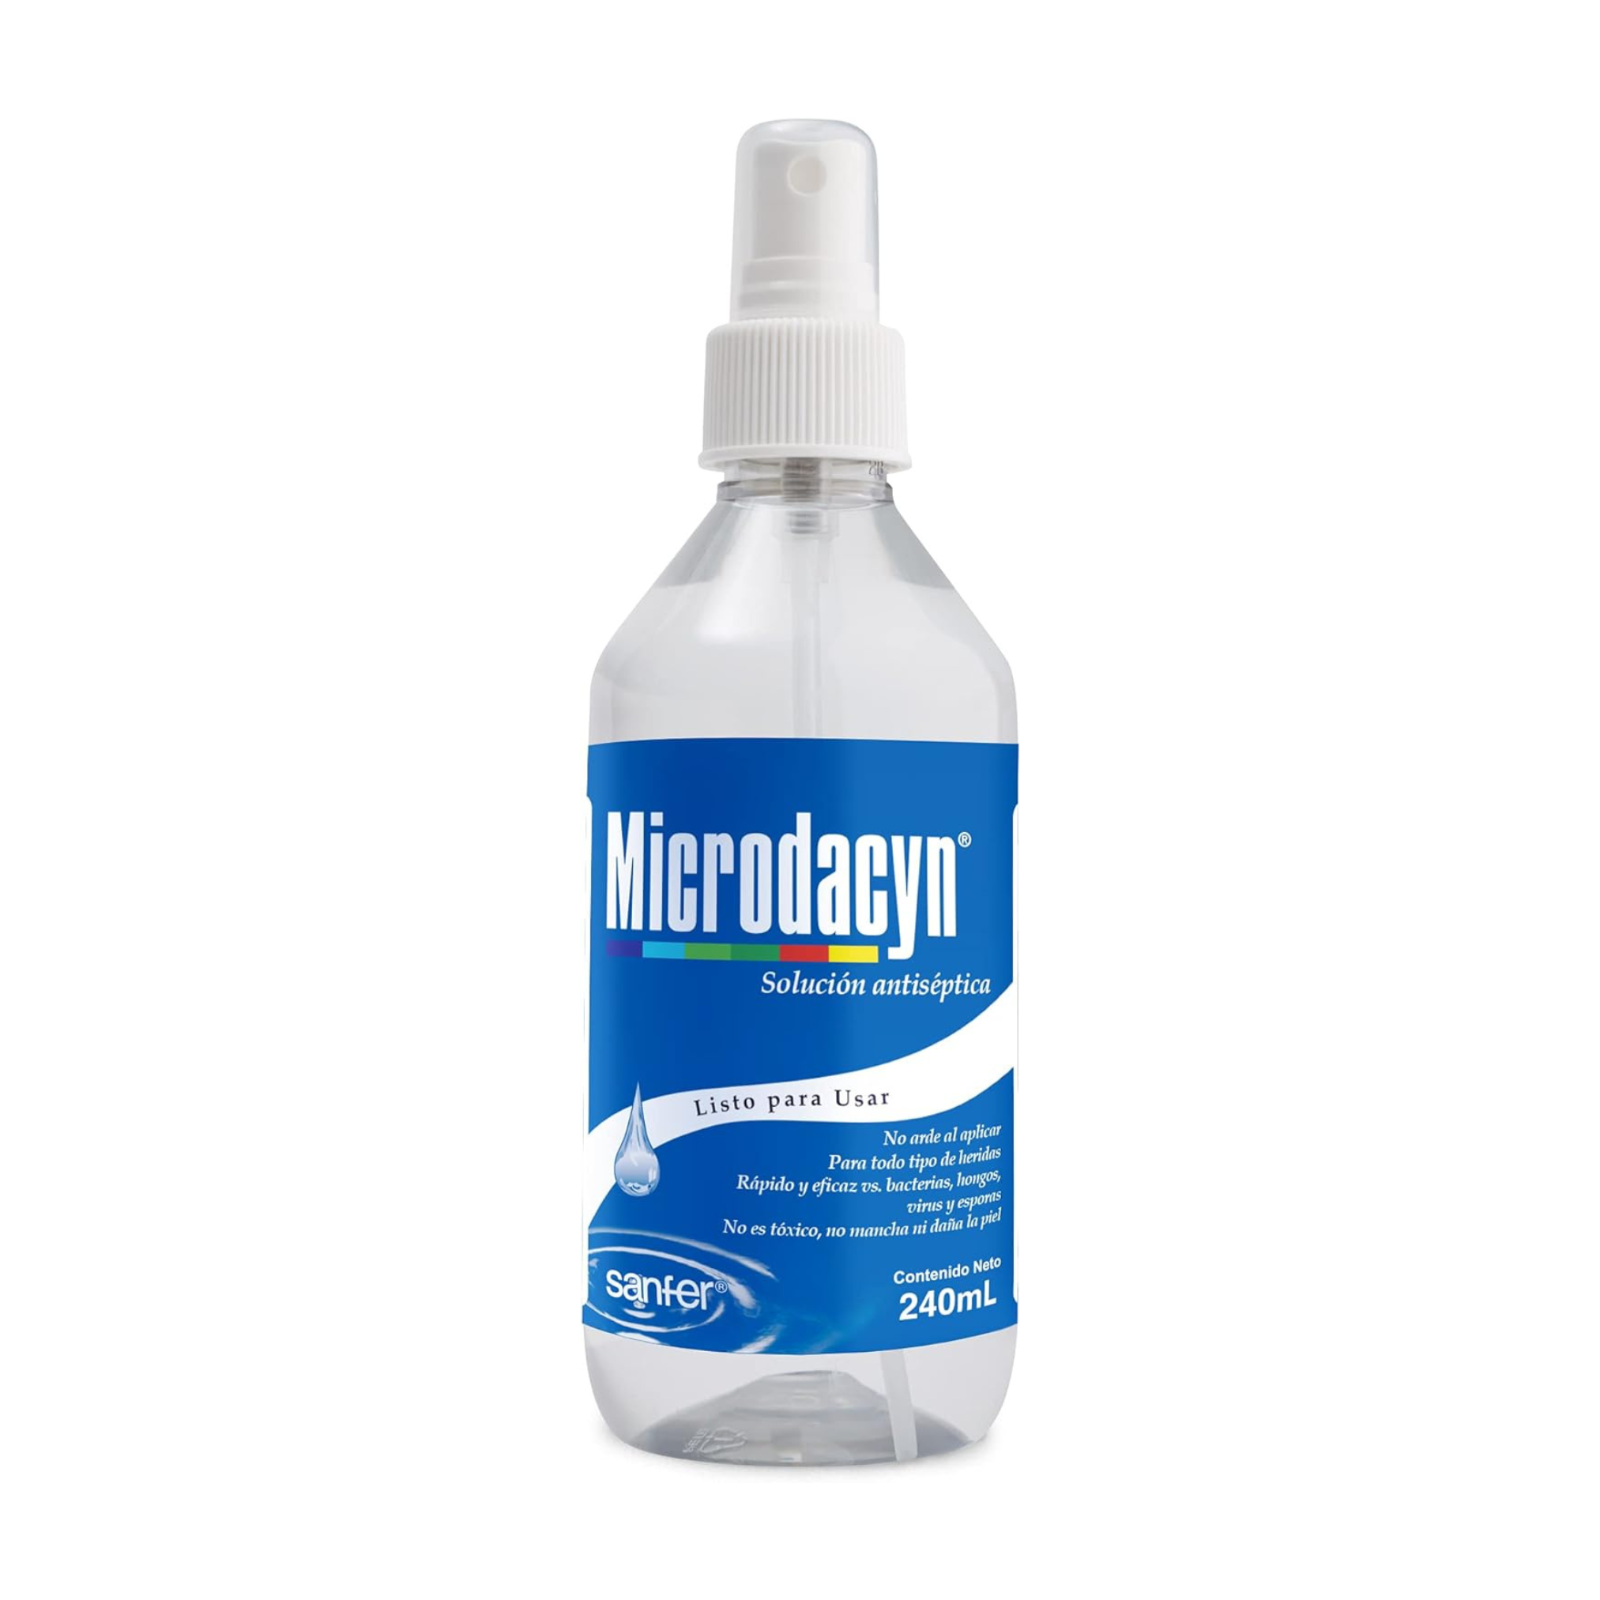 Microdacyn®
Solución antiséptica
Listo para Usar
No arde al aplicar
Para todo tipo de heridas
Rápido y eficaz vs. bacterias, hongos,
virus y esporas
No es tóxico, no mancha ni daña la piel
sanfer®
Contenido Neto
240mL